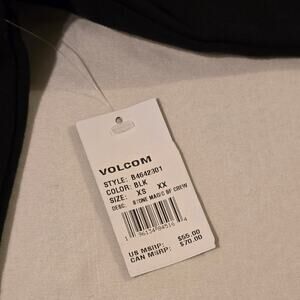 VOLCOM
STYLE: B4642301
COLOR: BLK
SIZE: XS XX
DESC: STONE MAGIC BF CREW
US MSRP: $55.00
CAN MSRP: $70.00